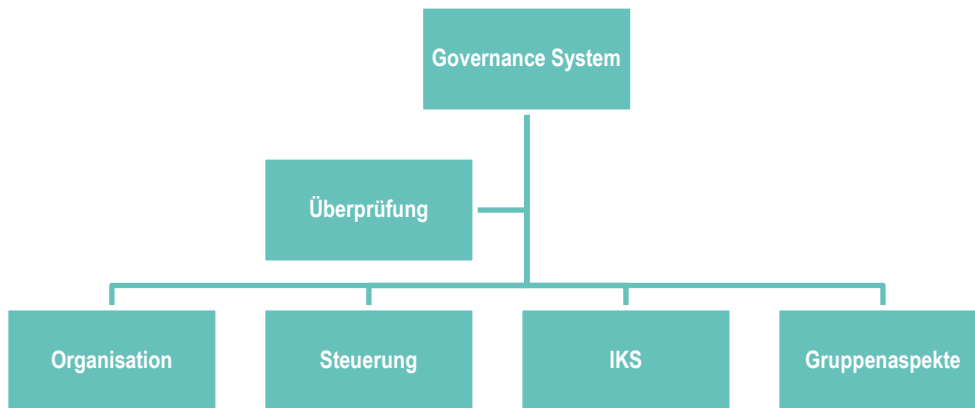 Governance System
Überprüfung
Organisation
Steuerung
IKS
Gruppenaspekte